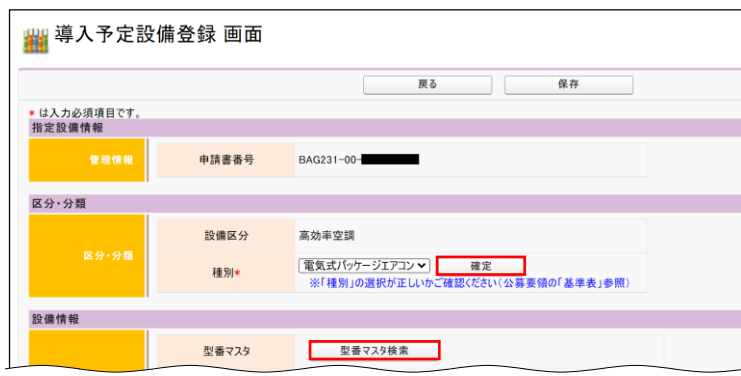 導入予定設備登録 画面
戻る 保存
* は入力必須項目です。
指定設備情報
管理情報 申請書番号 BAG231-00-
区分・分類
区分・分類 設備区分 高効率空調
種別* 電気式パッケージエアコン 確定
※「種別」の選択が正しいかご確認ください（公募要領の「基準表」参照）
設備情報
型番マスタ 型番マスタ検索